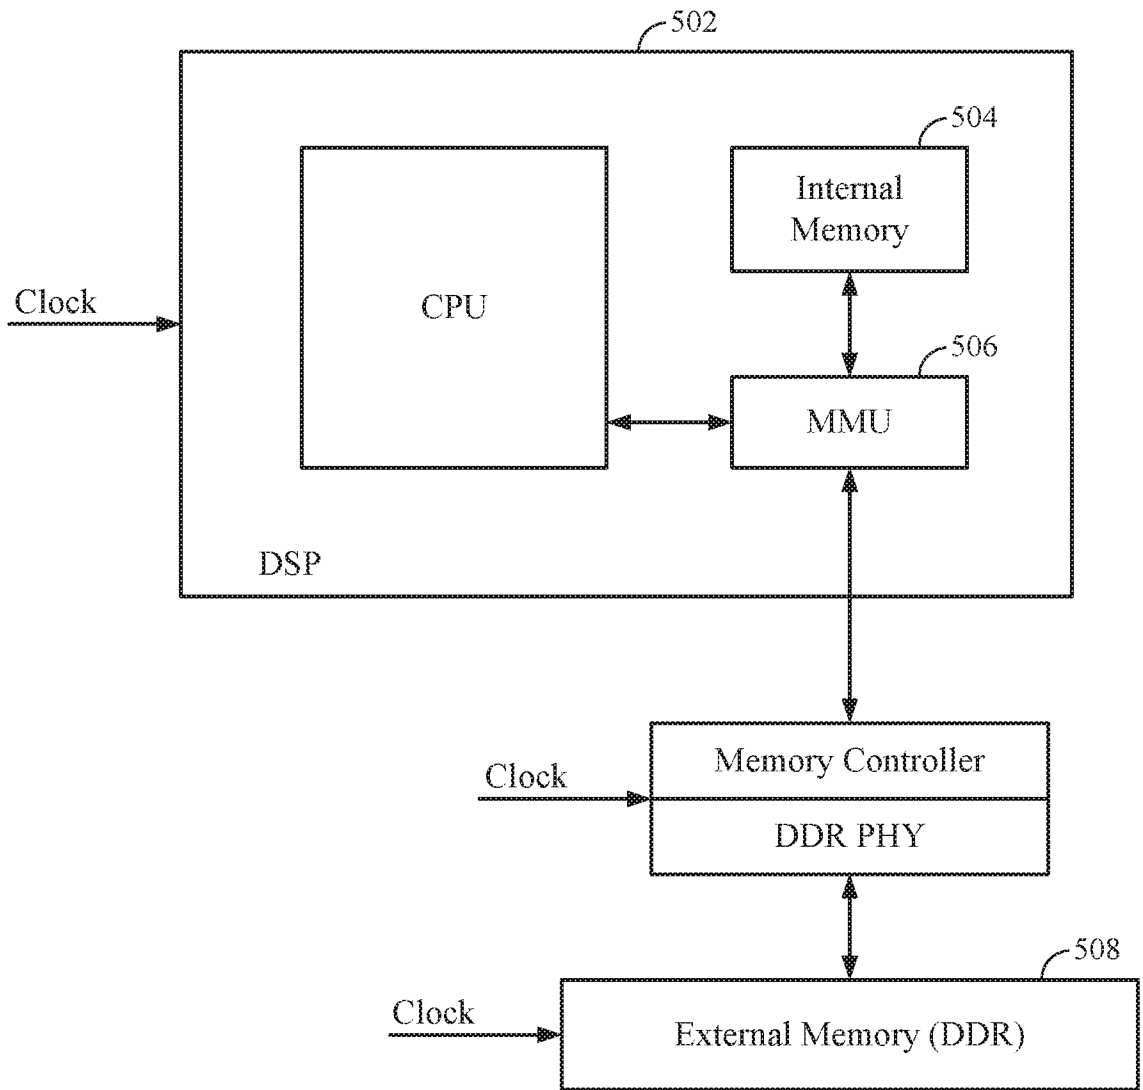 502
504
Internal
Memory
Clock
CPU
506
MMU
DSP
Memory Controller
Clock
DDR PHY
508
Clock
External Memory (DDR)